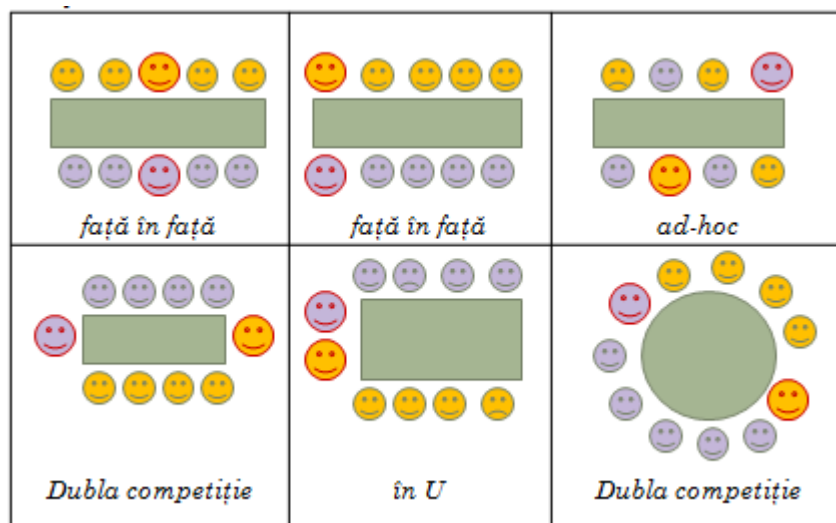 față în față
față în față
ad-hoc
Dubla competiție
în U
Dubla competiție